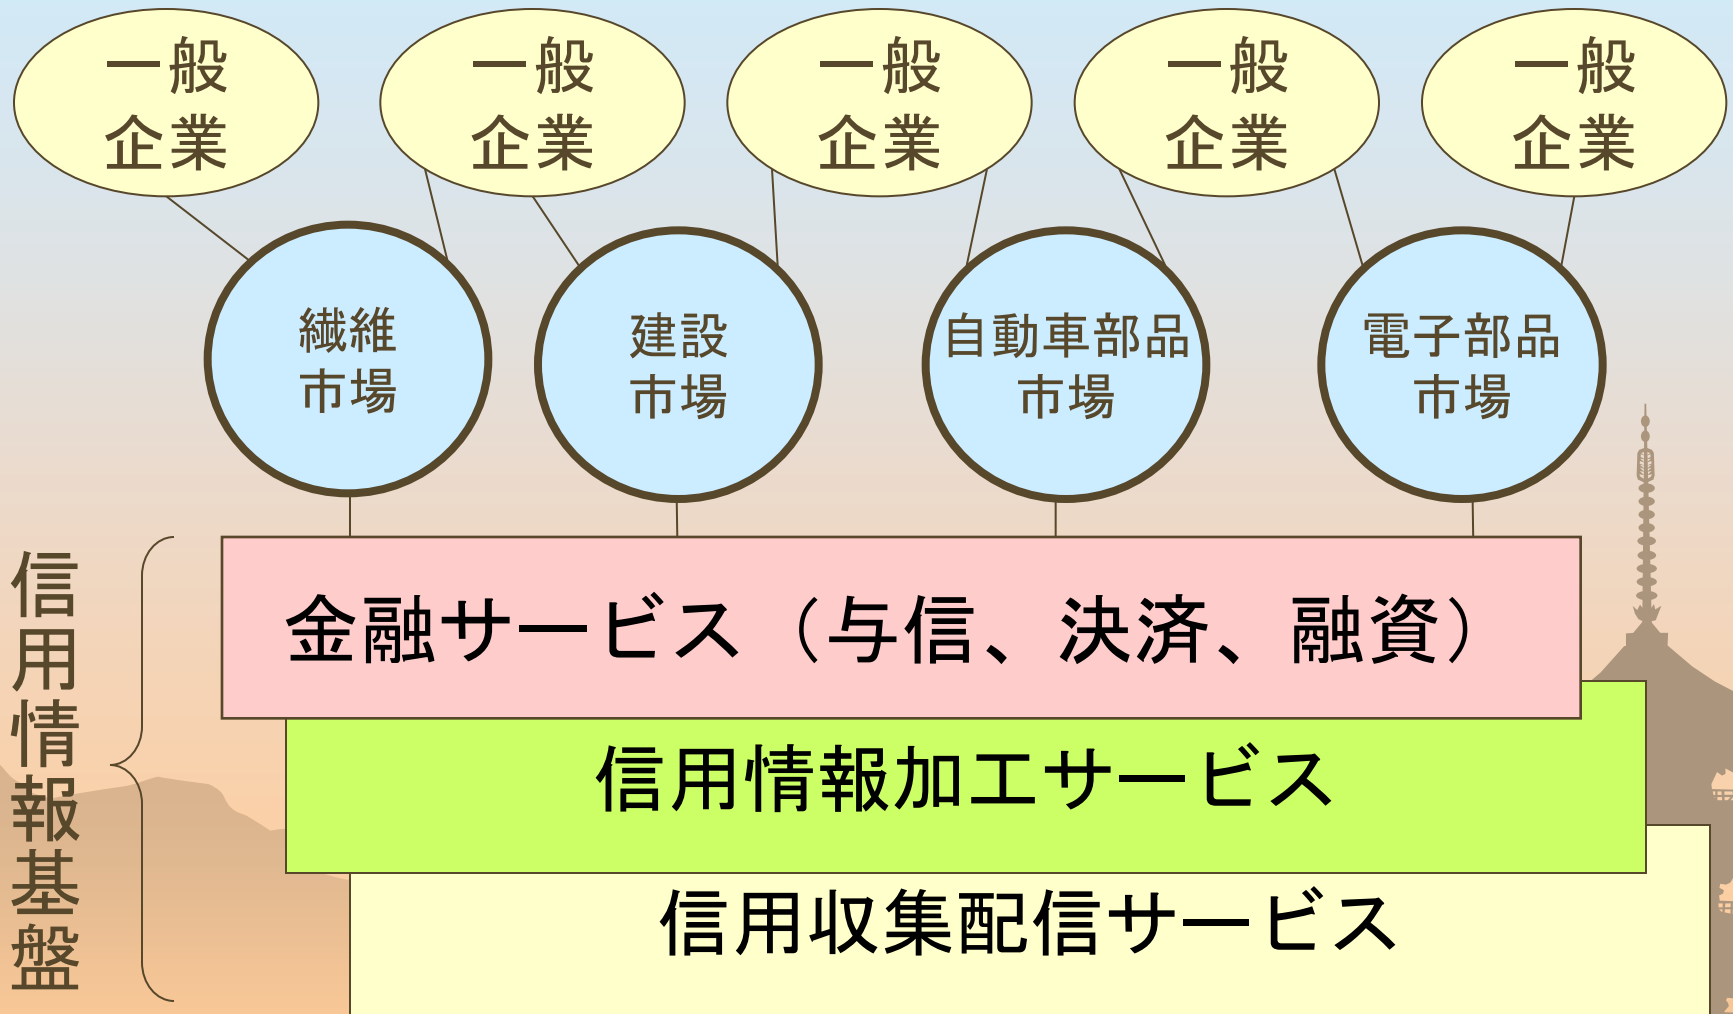 一般
企業
一般
企業
一般
企業
一般
企業
一般
企業
繊維
市場
建設
市場
自動車部品
市場
電子部品
市場
信用情報基盤
金融サービス（与信、決済、融資）
信用情報加工サービス
信用収集配信サービス